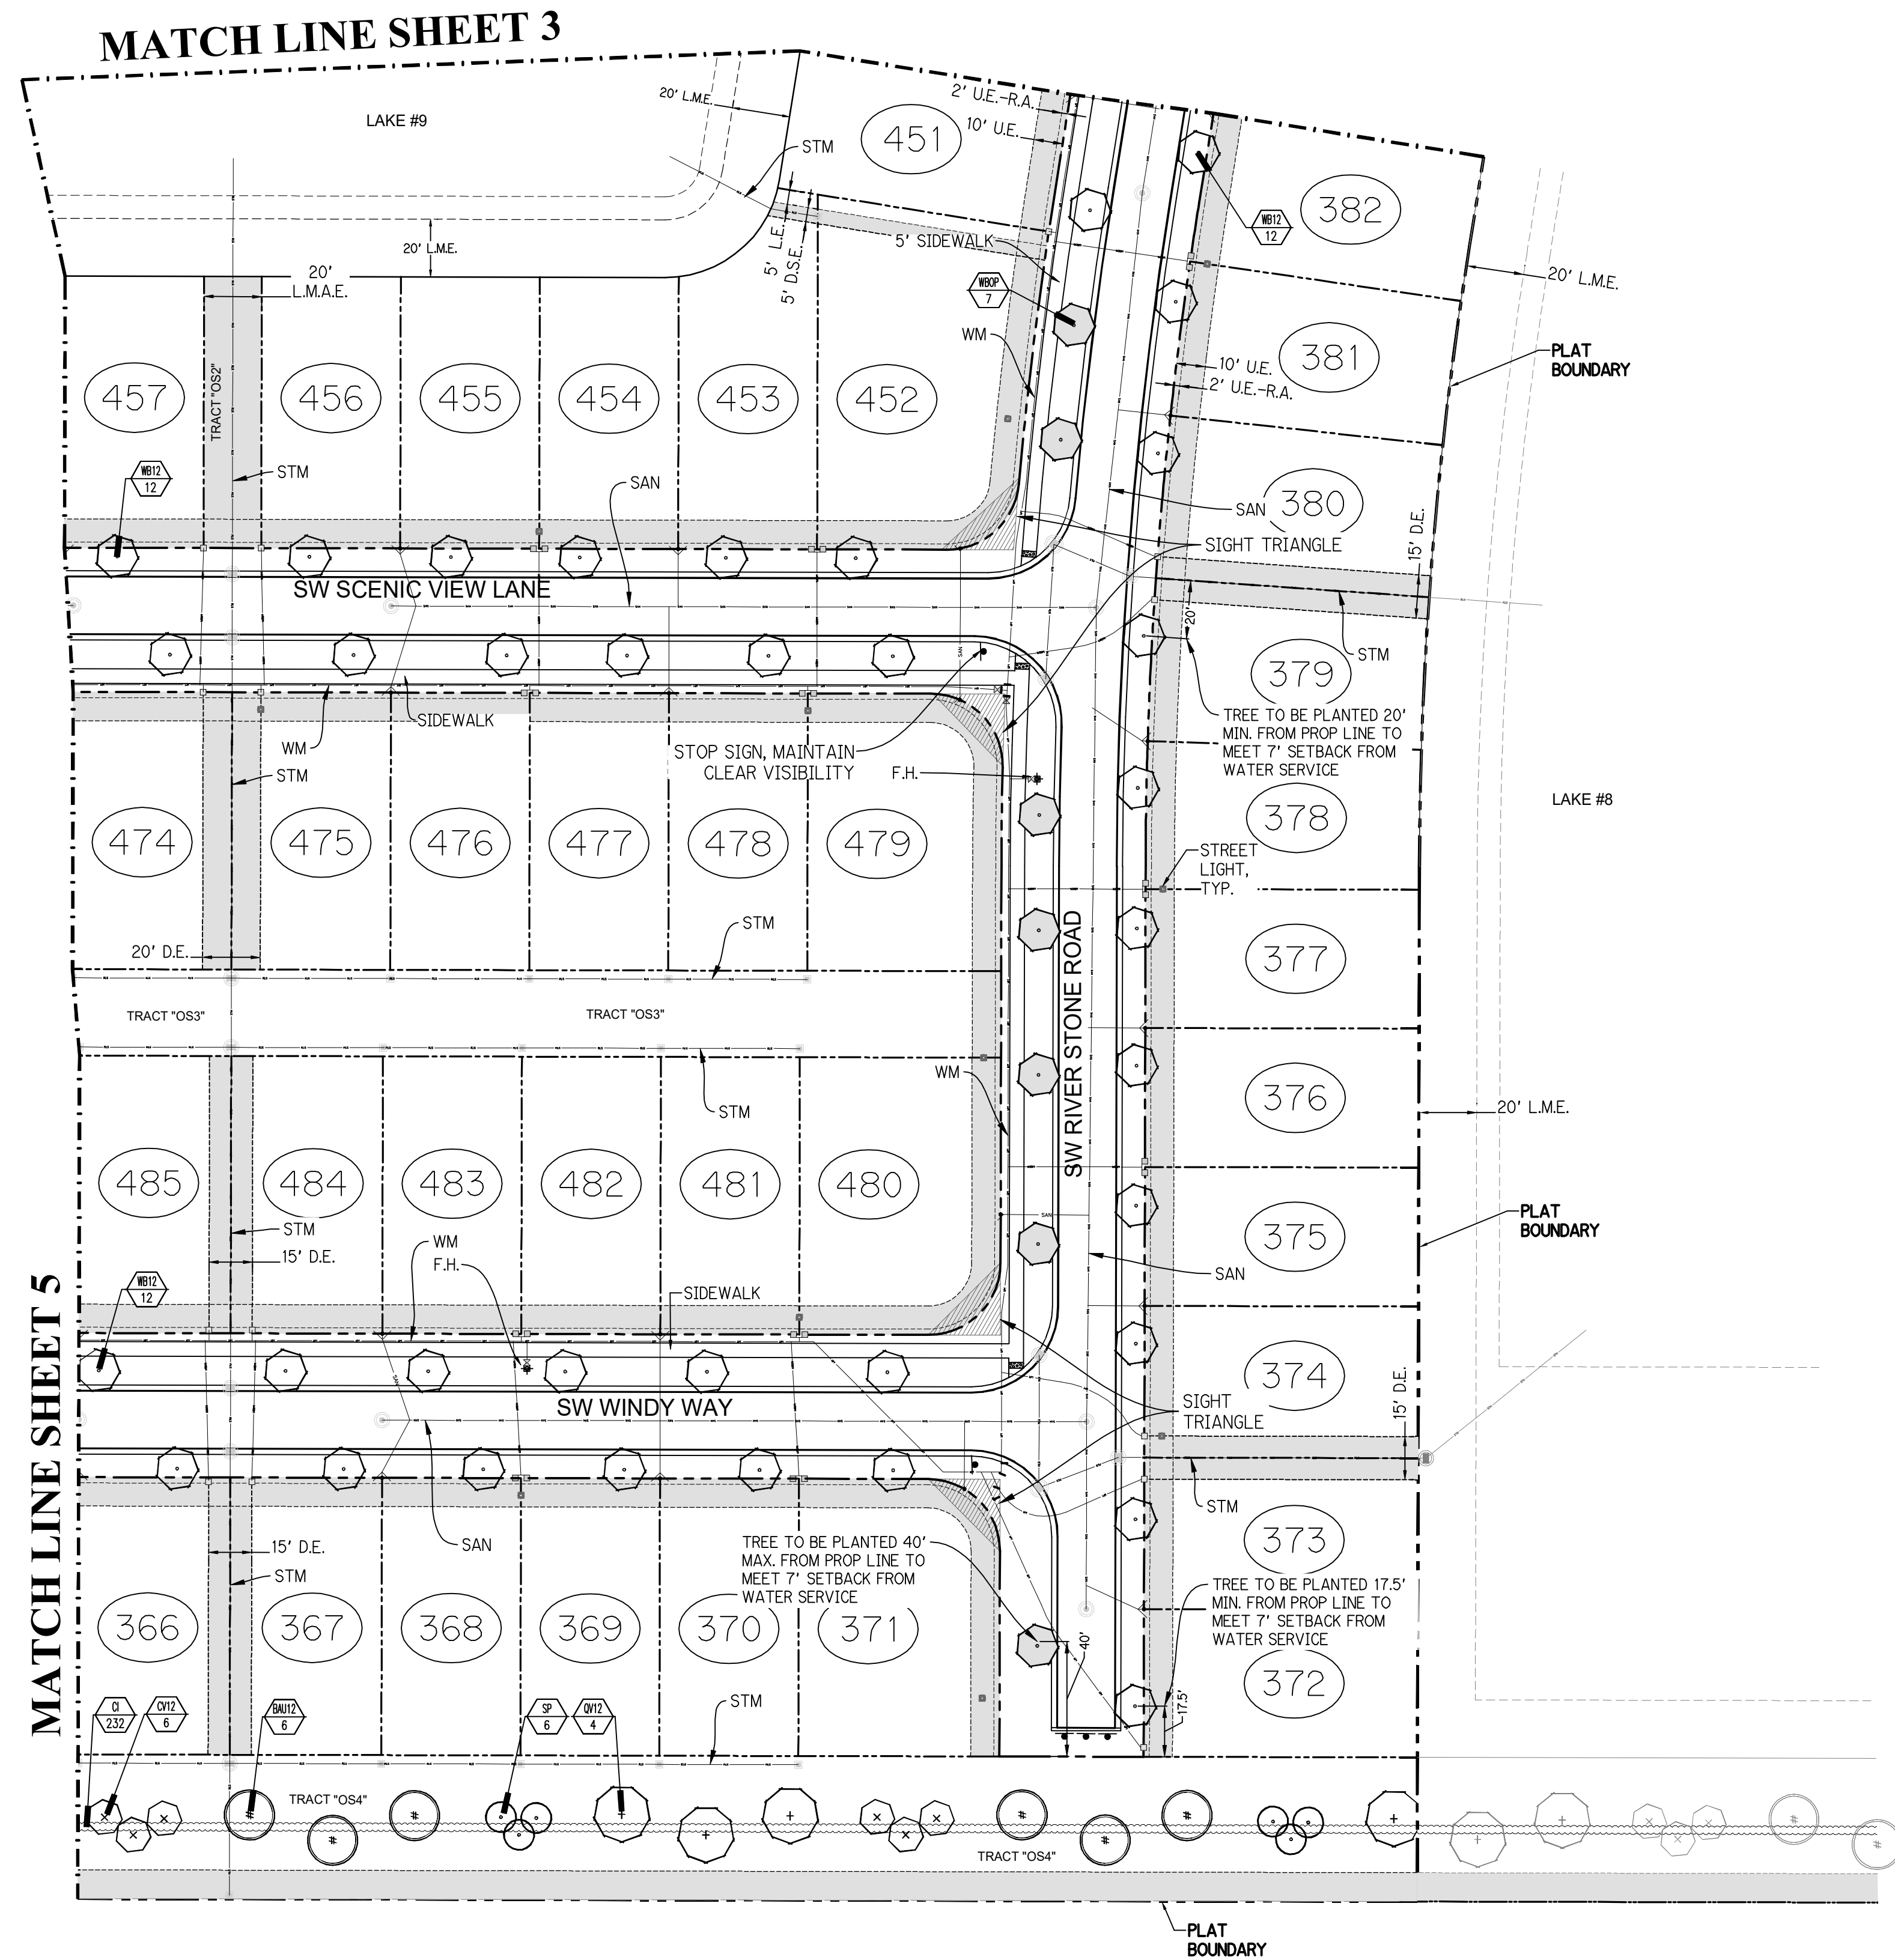 MATCH LINE SHEET 3
LAKE #9
20' L.M.E.
STM
451
2' U.E.-R.A.
10' U.E.
WB12
12
382
20' L.M.E.
20' L.M.E.
5' L.E.
5' D.S.E.
5' SIDEWALK
WBOP
7
WM
20'
L.M.A.E.
TRACT "OS2"
381
10' U.E.
2' U.E.-R.A.
PLAT
BOUNDARY
457
456
455
454
453
452
WB12
12
STM
SAN
SAN
380
15' D.E.
SIGHT TRIANGLE
SW SCENIC VIEW LANE
20'
STM
379
SAN
SIDEWALK
WM
STM
STOP SIGN, MAINTAIN
CLEAR VISIBILITY
F.H.
TREE TO BE PLANTED 20'
MIN. FROM PROP LINE TO
MEET 7' SETBACK FROM
WATER SERVICE
LAKE #8
378
474
475
476
477
478
479
STREET
LIGHT,
TYP.
STM
20' D.E.
377
SW RIVER STONE ROAD
TRACT "OS3"
TRACT "OS3"
WM
STM
376
20' L.M.E.
485
484
483
482
481
480
375
PLAT
BOUNDARY
SAN
STM
15' D.E.
WM
F.H.
SAN
WB12
12
SIDEWALK
MATCH LINE SHEET 5
374
15' D.E.
SAN
SW WINDY WAY
SIGHT
TRIANGLE
STM
373
SAN
15' D.E.
STM
TREE TO BE PLANTED 40'
MAX. FROM PROP LINE TO
MEET 7' SETBACK FROM
WATER SERVICE
TREE TO BE PLANTED 17.5'
MIN. FROM PROP LINE TO
MEET 7' SETBACK FROM
WATER SERVICE
366
367
368
369
370
371
40'
17.5'
372
CI
232
CV12
6
BAU12
6
SP
6
QV12
4
STM
TRACT "OS4"
TRACT "OS4"
PLAT
BOUNDARY